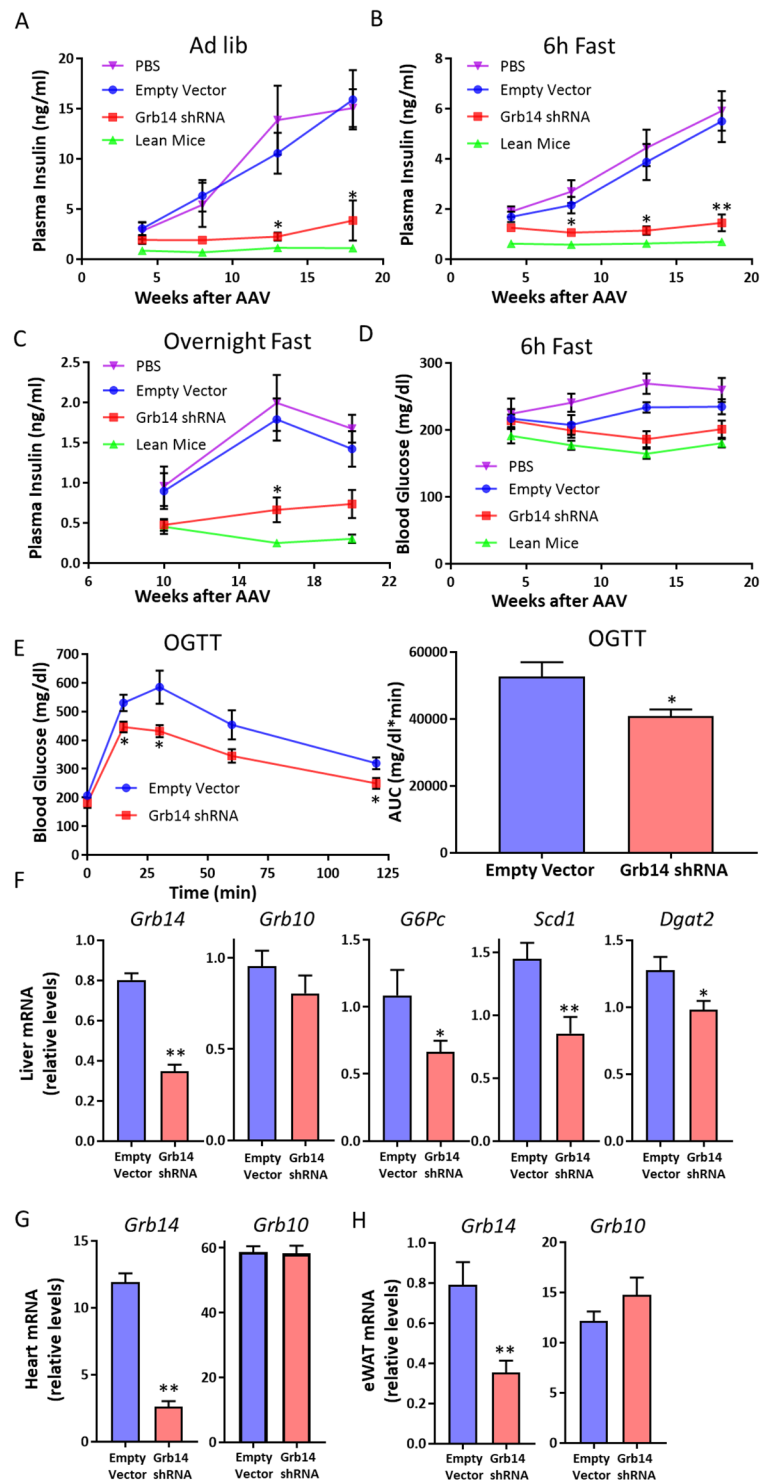 A
Ad lib
Plasma Insulin (ng/ml)
20
15
10
5
0
PBS
Empty Vector
Grb14 shRNA
Lean Mice
*
*
0 5 10 15 20
Weeks after AAV
B
6h Fast
Plasma Insulin (ng/ml)
8
6
4
2
0
PBS
Empty Vector
Grb14 shRNA
Lean Mice
*
*
**
0 5 10 15 20
Weeks after AAV
C
Overnight Fast
Plasma Insulin (ng/ml)
2.5
2.0
1.5
1.0
0.5
0.0
PBS
Empty Vector
Grb14 shRNA
Lean Mice
*
6 10 14 18 22
Weeks after AAV
D
6h Fast
Blood Glucose (mg/dl)
300
200
100
0
PBS
Empty Vector
Grb14 shRNA
Lean Mice
0 5 10 15 20
Weeks after AAV
E
OGTT
Blood Glucose (mg/dl)
700
600
500
400
300
200
100
0
* * *
Empty Vector
Grb14 shRNA
0 25 50 75 100 125
Time (min)
OGTT
AUC (mg/dl*min)
60000
40000
20000
0
*
Empty Vector Grb14 shRNA
F
Liver mRNA
(relative levels)
Grb14
1.0
0.8
0.6
0.4
0.2
0.0
**
Empty Grb14
Vector shRNA
Grb10
1.0
0.5
0.0
Empty Grb14
Vector shRNA
G6Pc
1.5
1.0
0.5
0.0
*
Empty Grb14
Vector shRNA
Scd1
1.5
1.0
0.5
0.0
**
Empty Grb14
Vector shRNA
Dgat2
1.5
1.0
0.5
0.0
*
Empty Grb14
Vector shRNA
G
Heart mRNA
(relative levels)
Grb14
15
10
5
0
**
Empty Grb14
Vector shRNA
Grb10
60
40
20
0
Empty Grb14
Vector shRNA
H
eWAT mRNA
(relative levels)
Grb14
1.0
0.8
0.6
0.4
0.2
0.0
**
Empty Grb14
Vector shRNA
Grb10
20
15
10
5
0
Empty Grb14
Vector shRNA